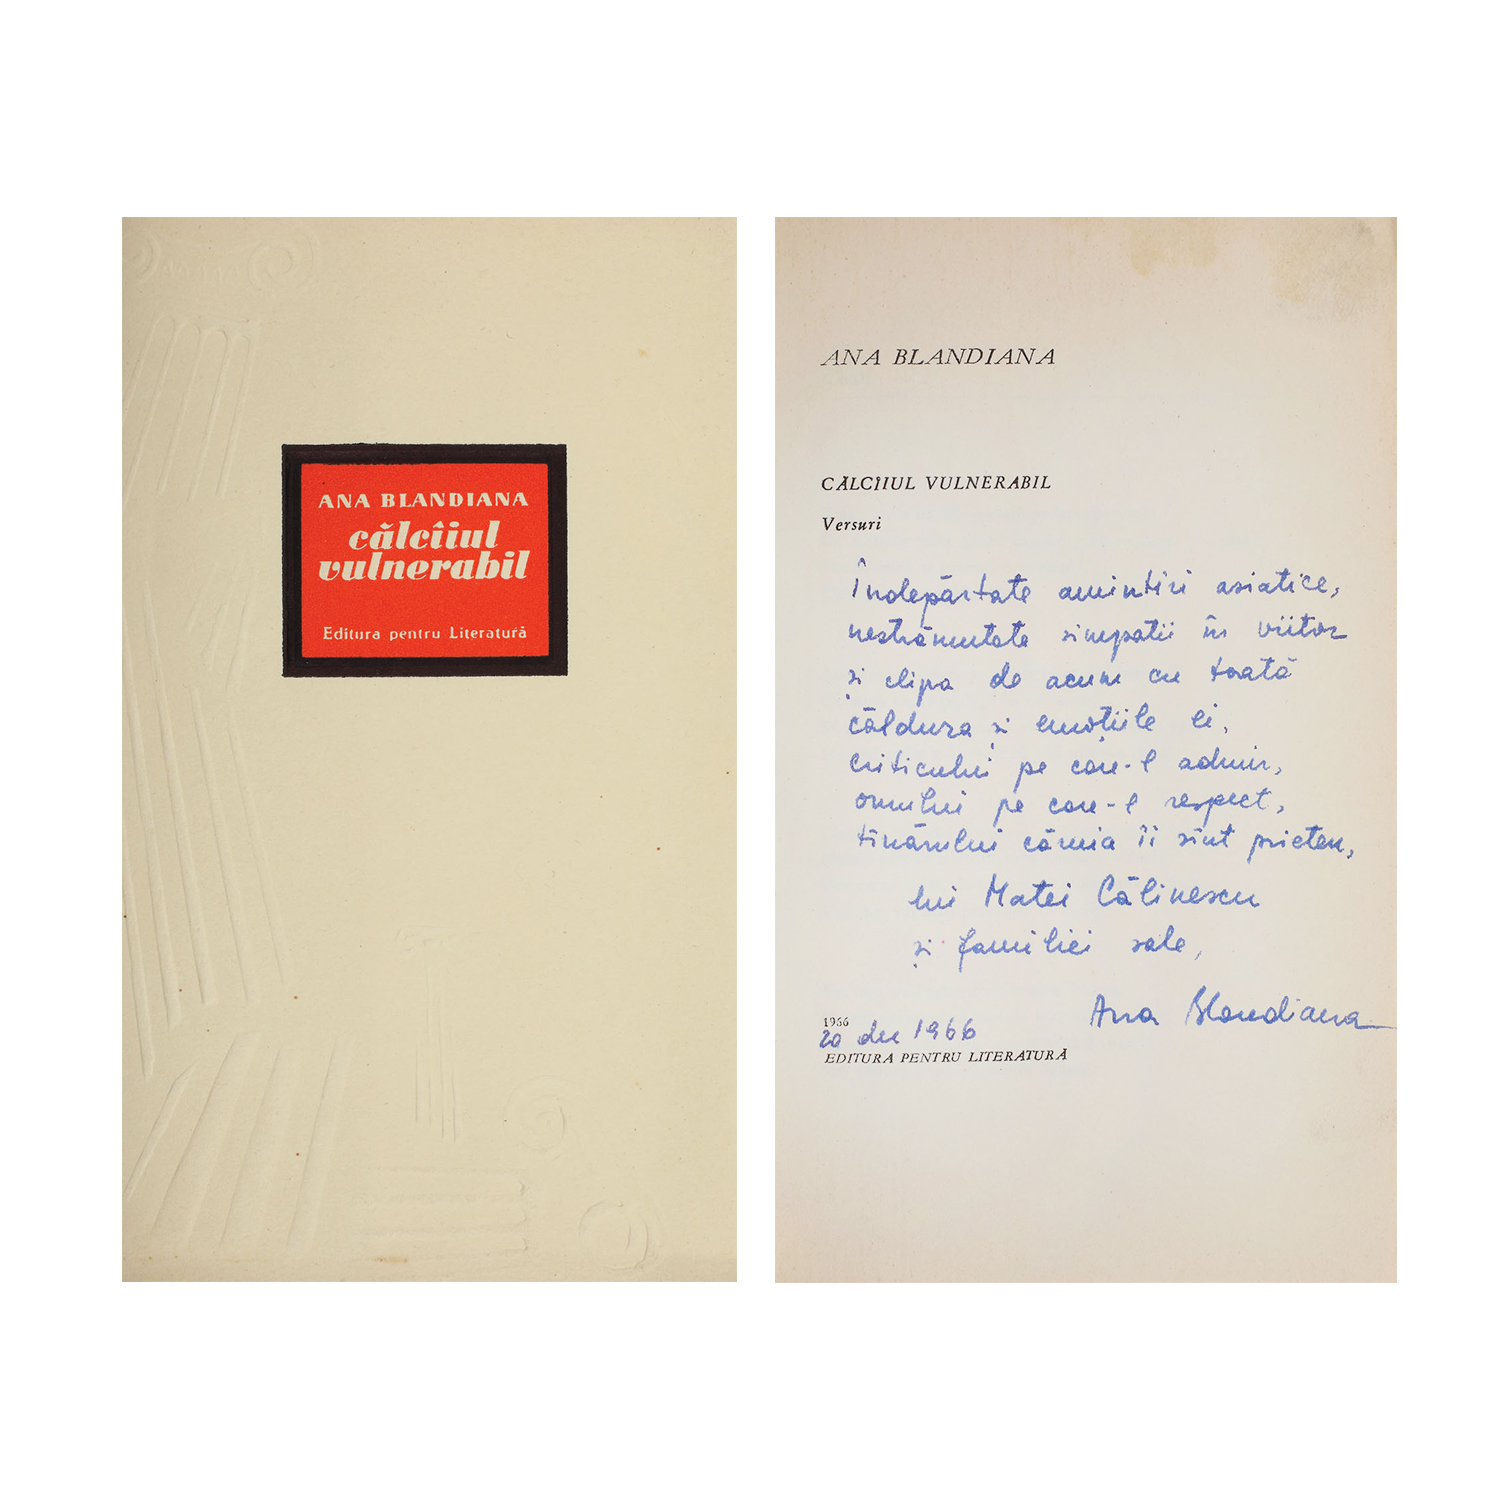 ANA BLANDIANA
călcîiul
vulnerabil
Editura pentru Literatură
ANA BLANDIANA
CĂLCÎIUL VULNERABIL
Versuri
Îndepărtate amintiri asiatice,
nestrămutate simpatii în viitor
și clipa de acum cu toată
căldura și emoțiile ei,
criticului pe care-l admir,
omului pe care-l respect,
tînărului căruia îi sînt prieten,
lui Matei Călinescu
și familiei sale,
Ana Blandiana
1966
20 dec 1966
EDITURA PENTRU LITERATURĂ